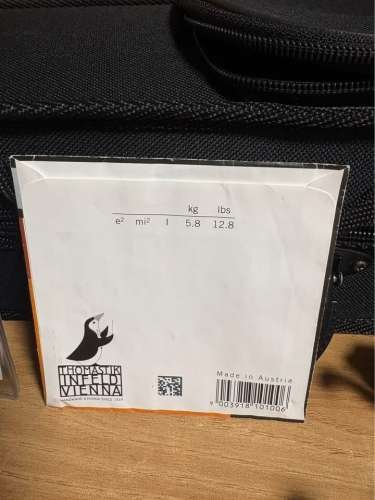 kg lbs
e² mi² I 5.8 12.8
THOMASTIK
INFELD
VIENNA
Made in Austria
9 003918 101006